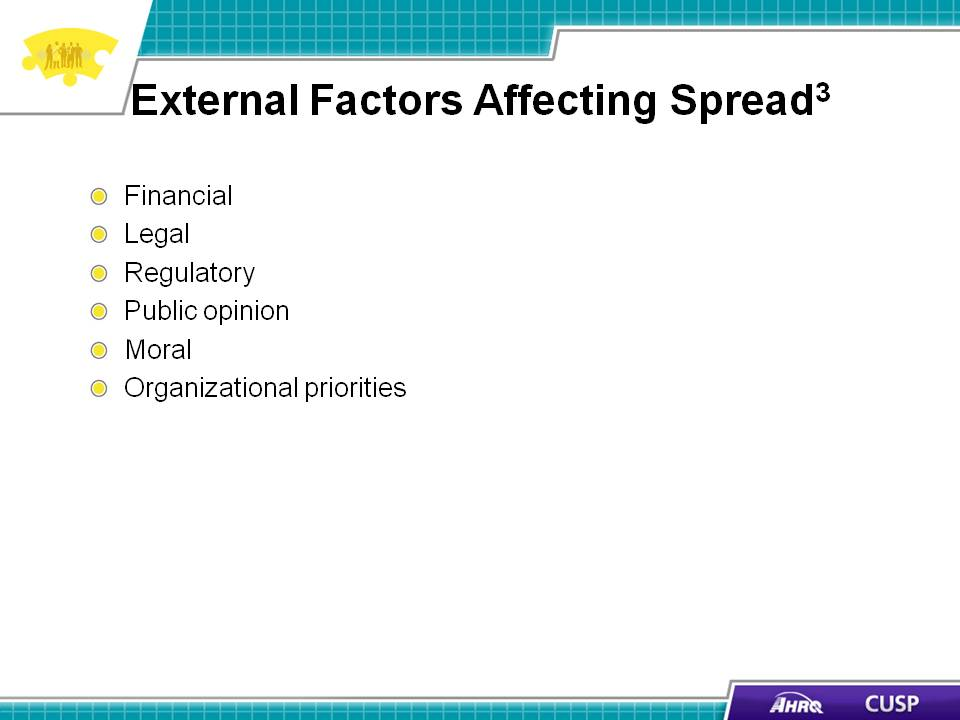 External Factors Affecting Spread³
Financial
Legal
Regulatory
Public opinion
Moral
Organizational priorities
AHRQ
CUSP